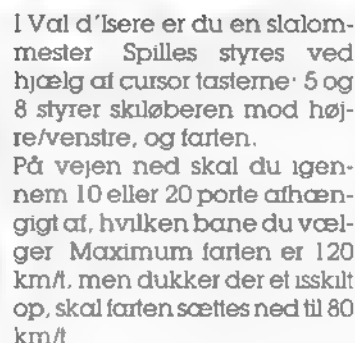 I Val d'Isere er du en slalom-
mester Spilles styres ved
hjælg af cursor tasterne· 5 og
8 styrer skiløberen mod høj-
re/venstre, og farten.
På vejen ned skal du igen-
nem 10 eller 20 porte afhæn-
gigt af, hvilken bane du væl-
ger Maximum farten er 120
km/t, men dukker der et isskilt
op, skal farten sættes ned til 80
km/t